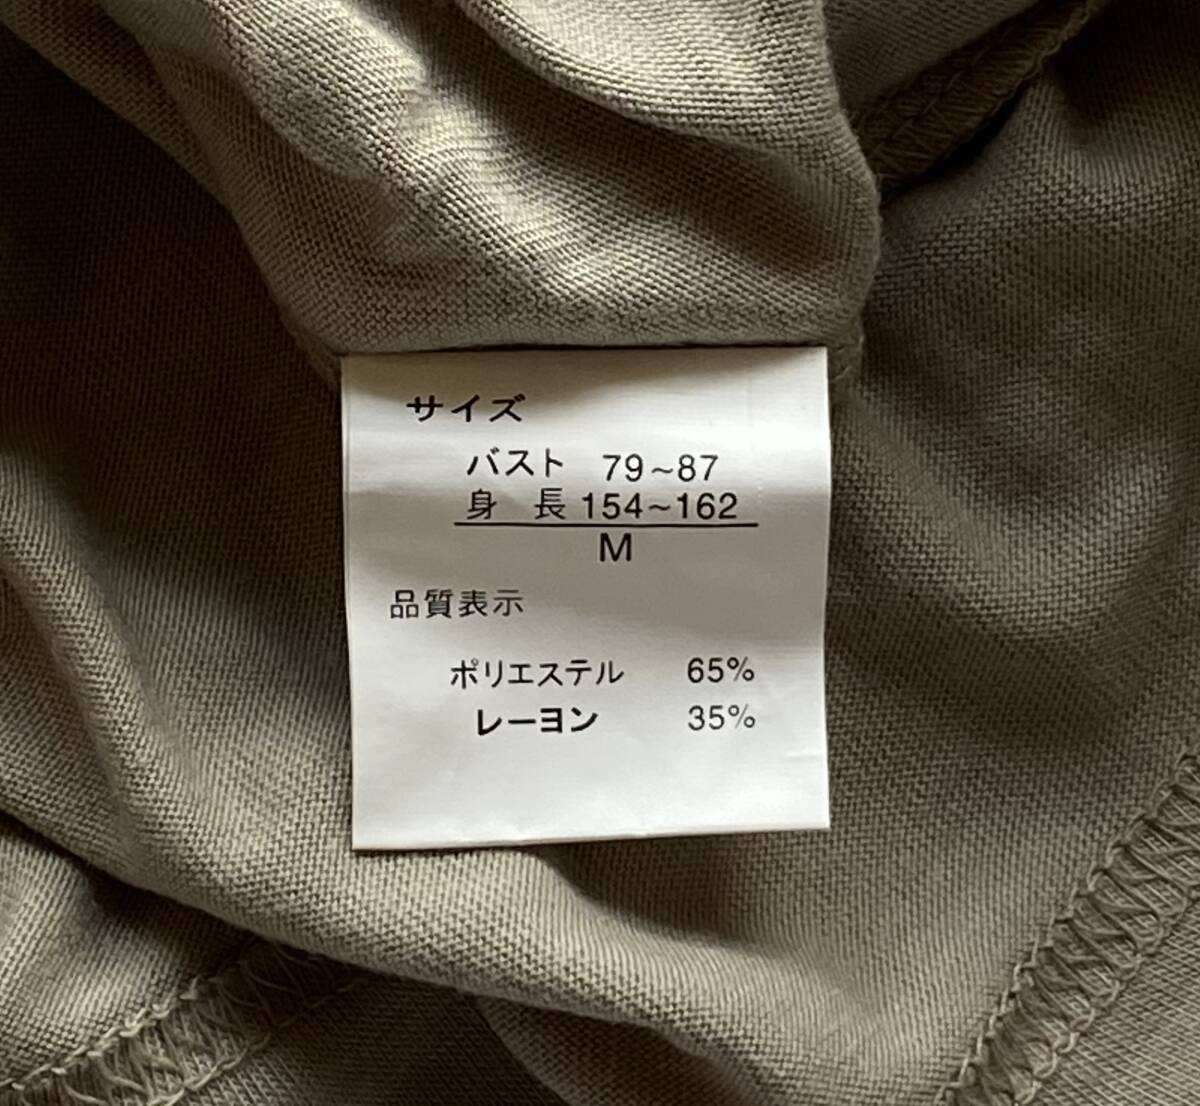 サイズ
バスト 79~87
身 長 154~162
M
品質表示
ポリエステル 65%
レーヨン 35%